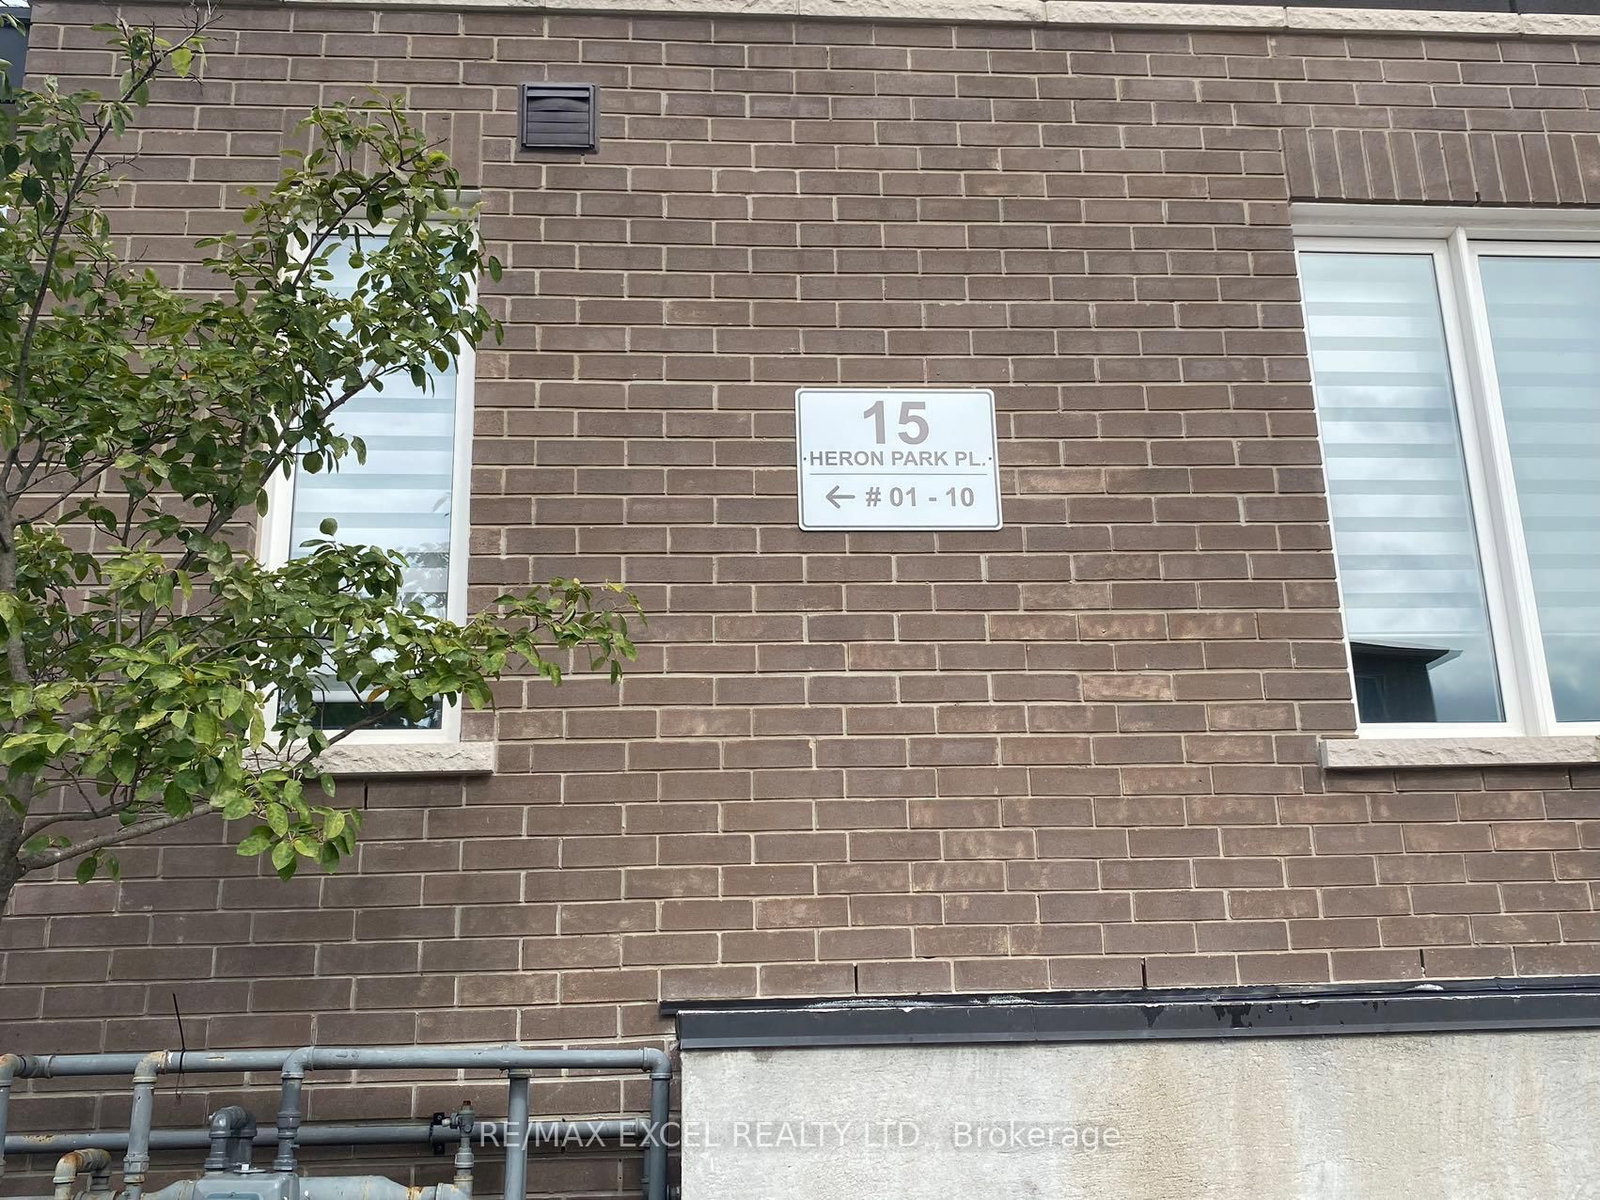 15
HERON PARK PL.
← # 01 - 10
RE/MAX EXCEL REALTY LTD., Brokerage